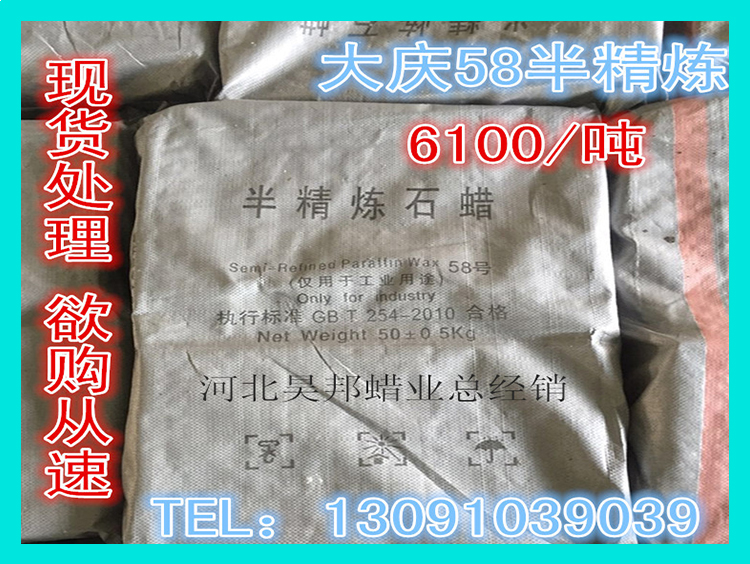 大庆58半精炼
6100/吨
现货处理 欲购从速
半精炼石蜡
Semi-Refined Paraffin Wax 58号
(仅用于工业用途)
Only for industry
执行标准 GB T 254-2010 合格
Net Weight 50±0.5Kg
河北昊邦蜡业总经销
TEL：13091039039